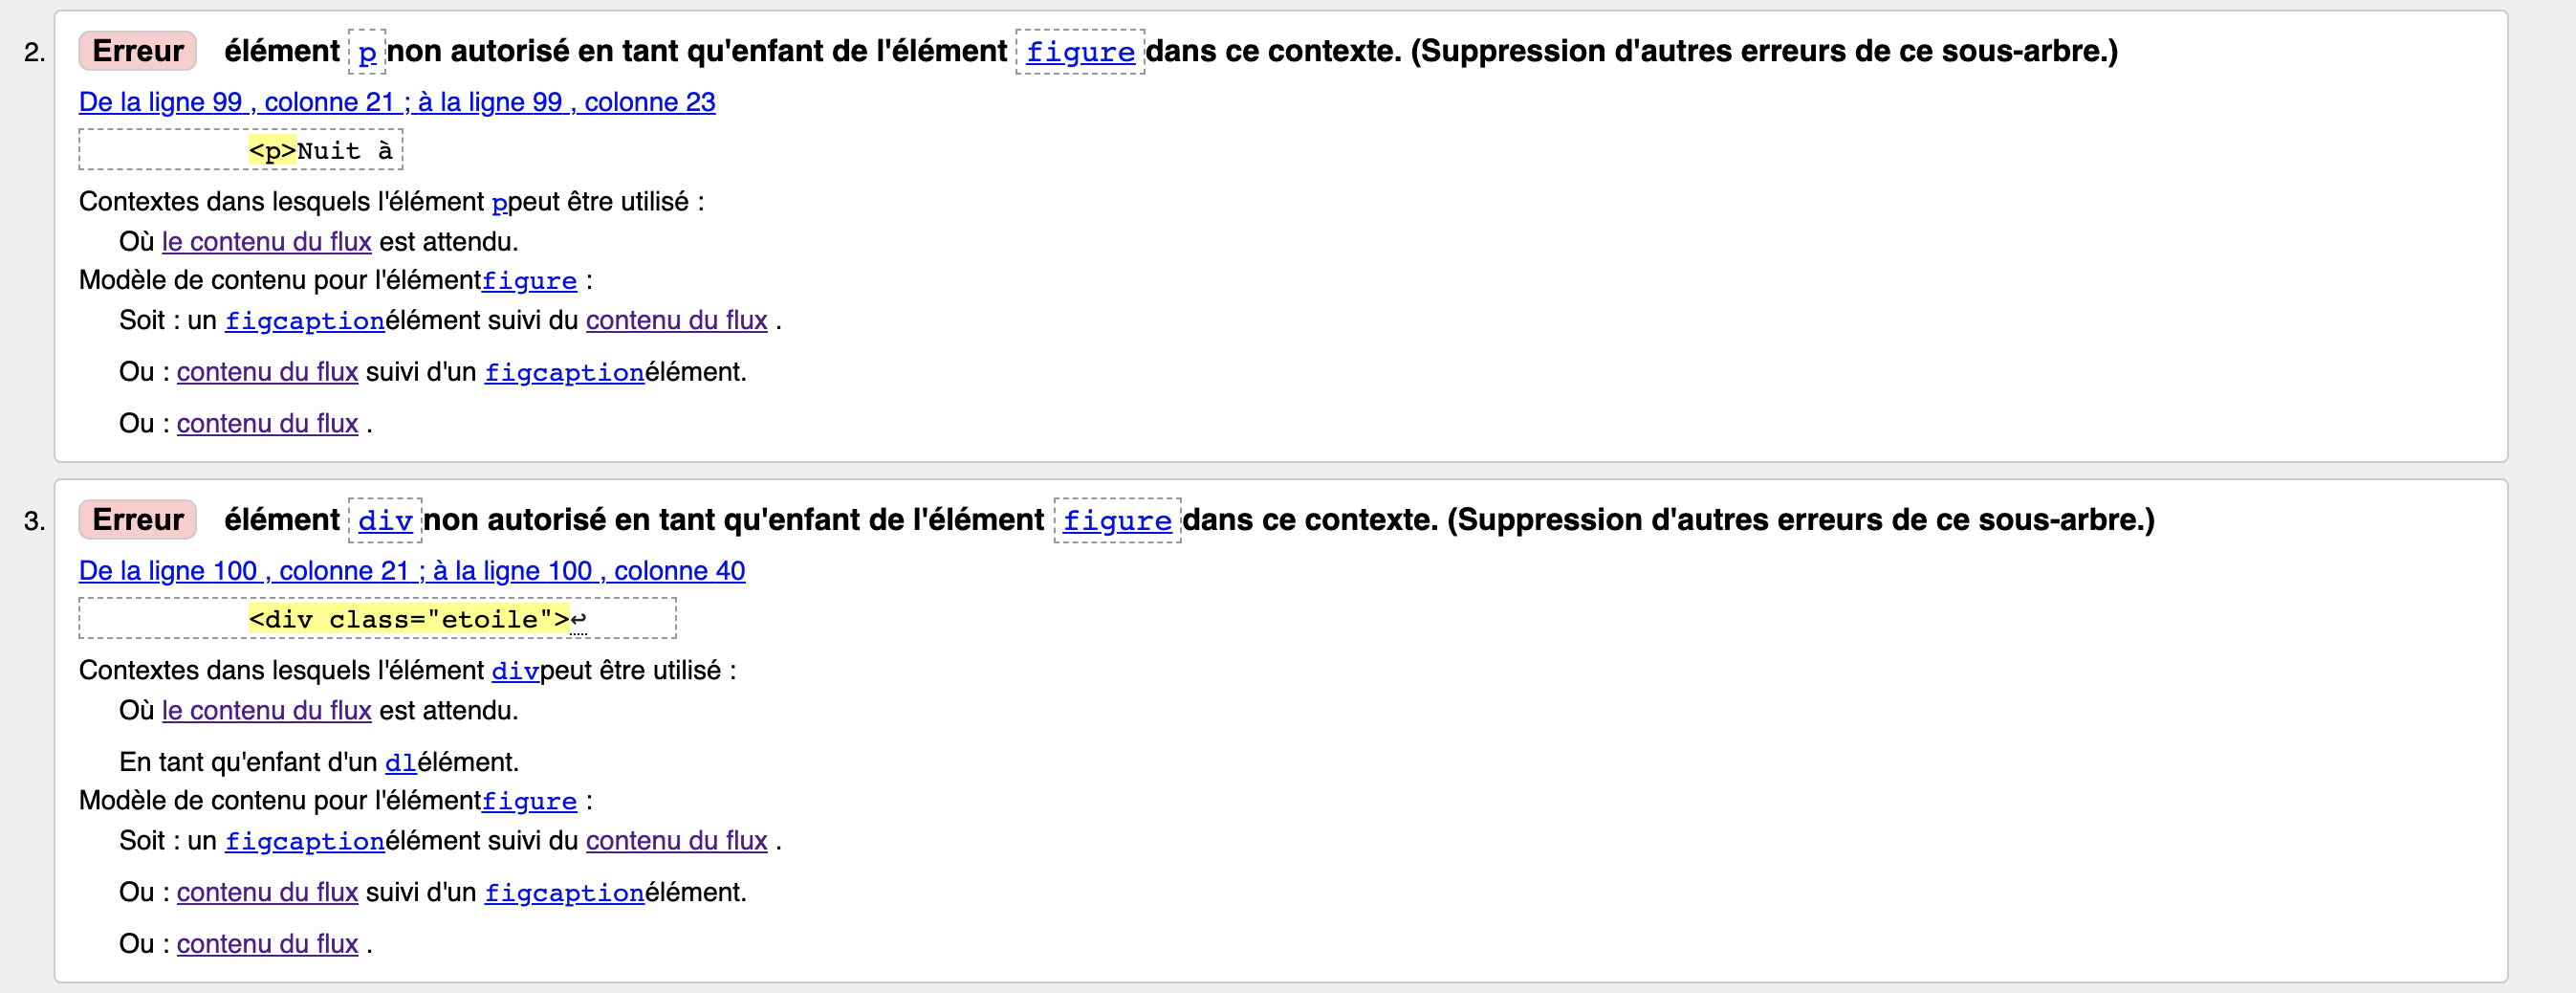 2. Erreur élément p non autorisé en tant qu'enfant de l'élément figure dans ce contexte. (Suppression d'autres erreurs de ce sous-arbre.)
De la ligne 99 , colonne 21 ; à la ligne 99 , colonne 23
<p>Nuit à
Contextes dans lesquels l'élément ppeut être utilisé :
Où le contenu du flux est attendu.
Modèle de contenu pour l'élémentfigure :
Soit : un figcaptionélément suivi du contenu du flux .
Ou : contenu du flux suivi d'un figcaptionélément.
Ou : contenu du flux .
3. Erreur élément div non autorisé en tant qu'enfant de l'élément figure dans ce contexte. (Suppression d'autres erreurs de ce sous-arbre.)
De la ligne 100 , colonne 21 ; à la ligne 100 , colonne 40
<div class="etoile">↩
Contextes dans lesquels l'élément divpeut être utilisé :
Où le contenu du flux est attendu.
En tant qu'enfant d'un dlélément.
Modèle de contenu pour l'élémentfigure :
Soit : un figcaptionélément suivi du contenu du flux .
Ou : contenu du flux suivi d'un figcaptionélément.
Ou : contenu du flux .